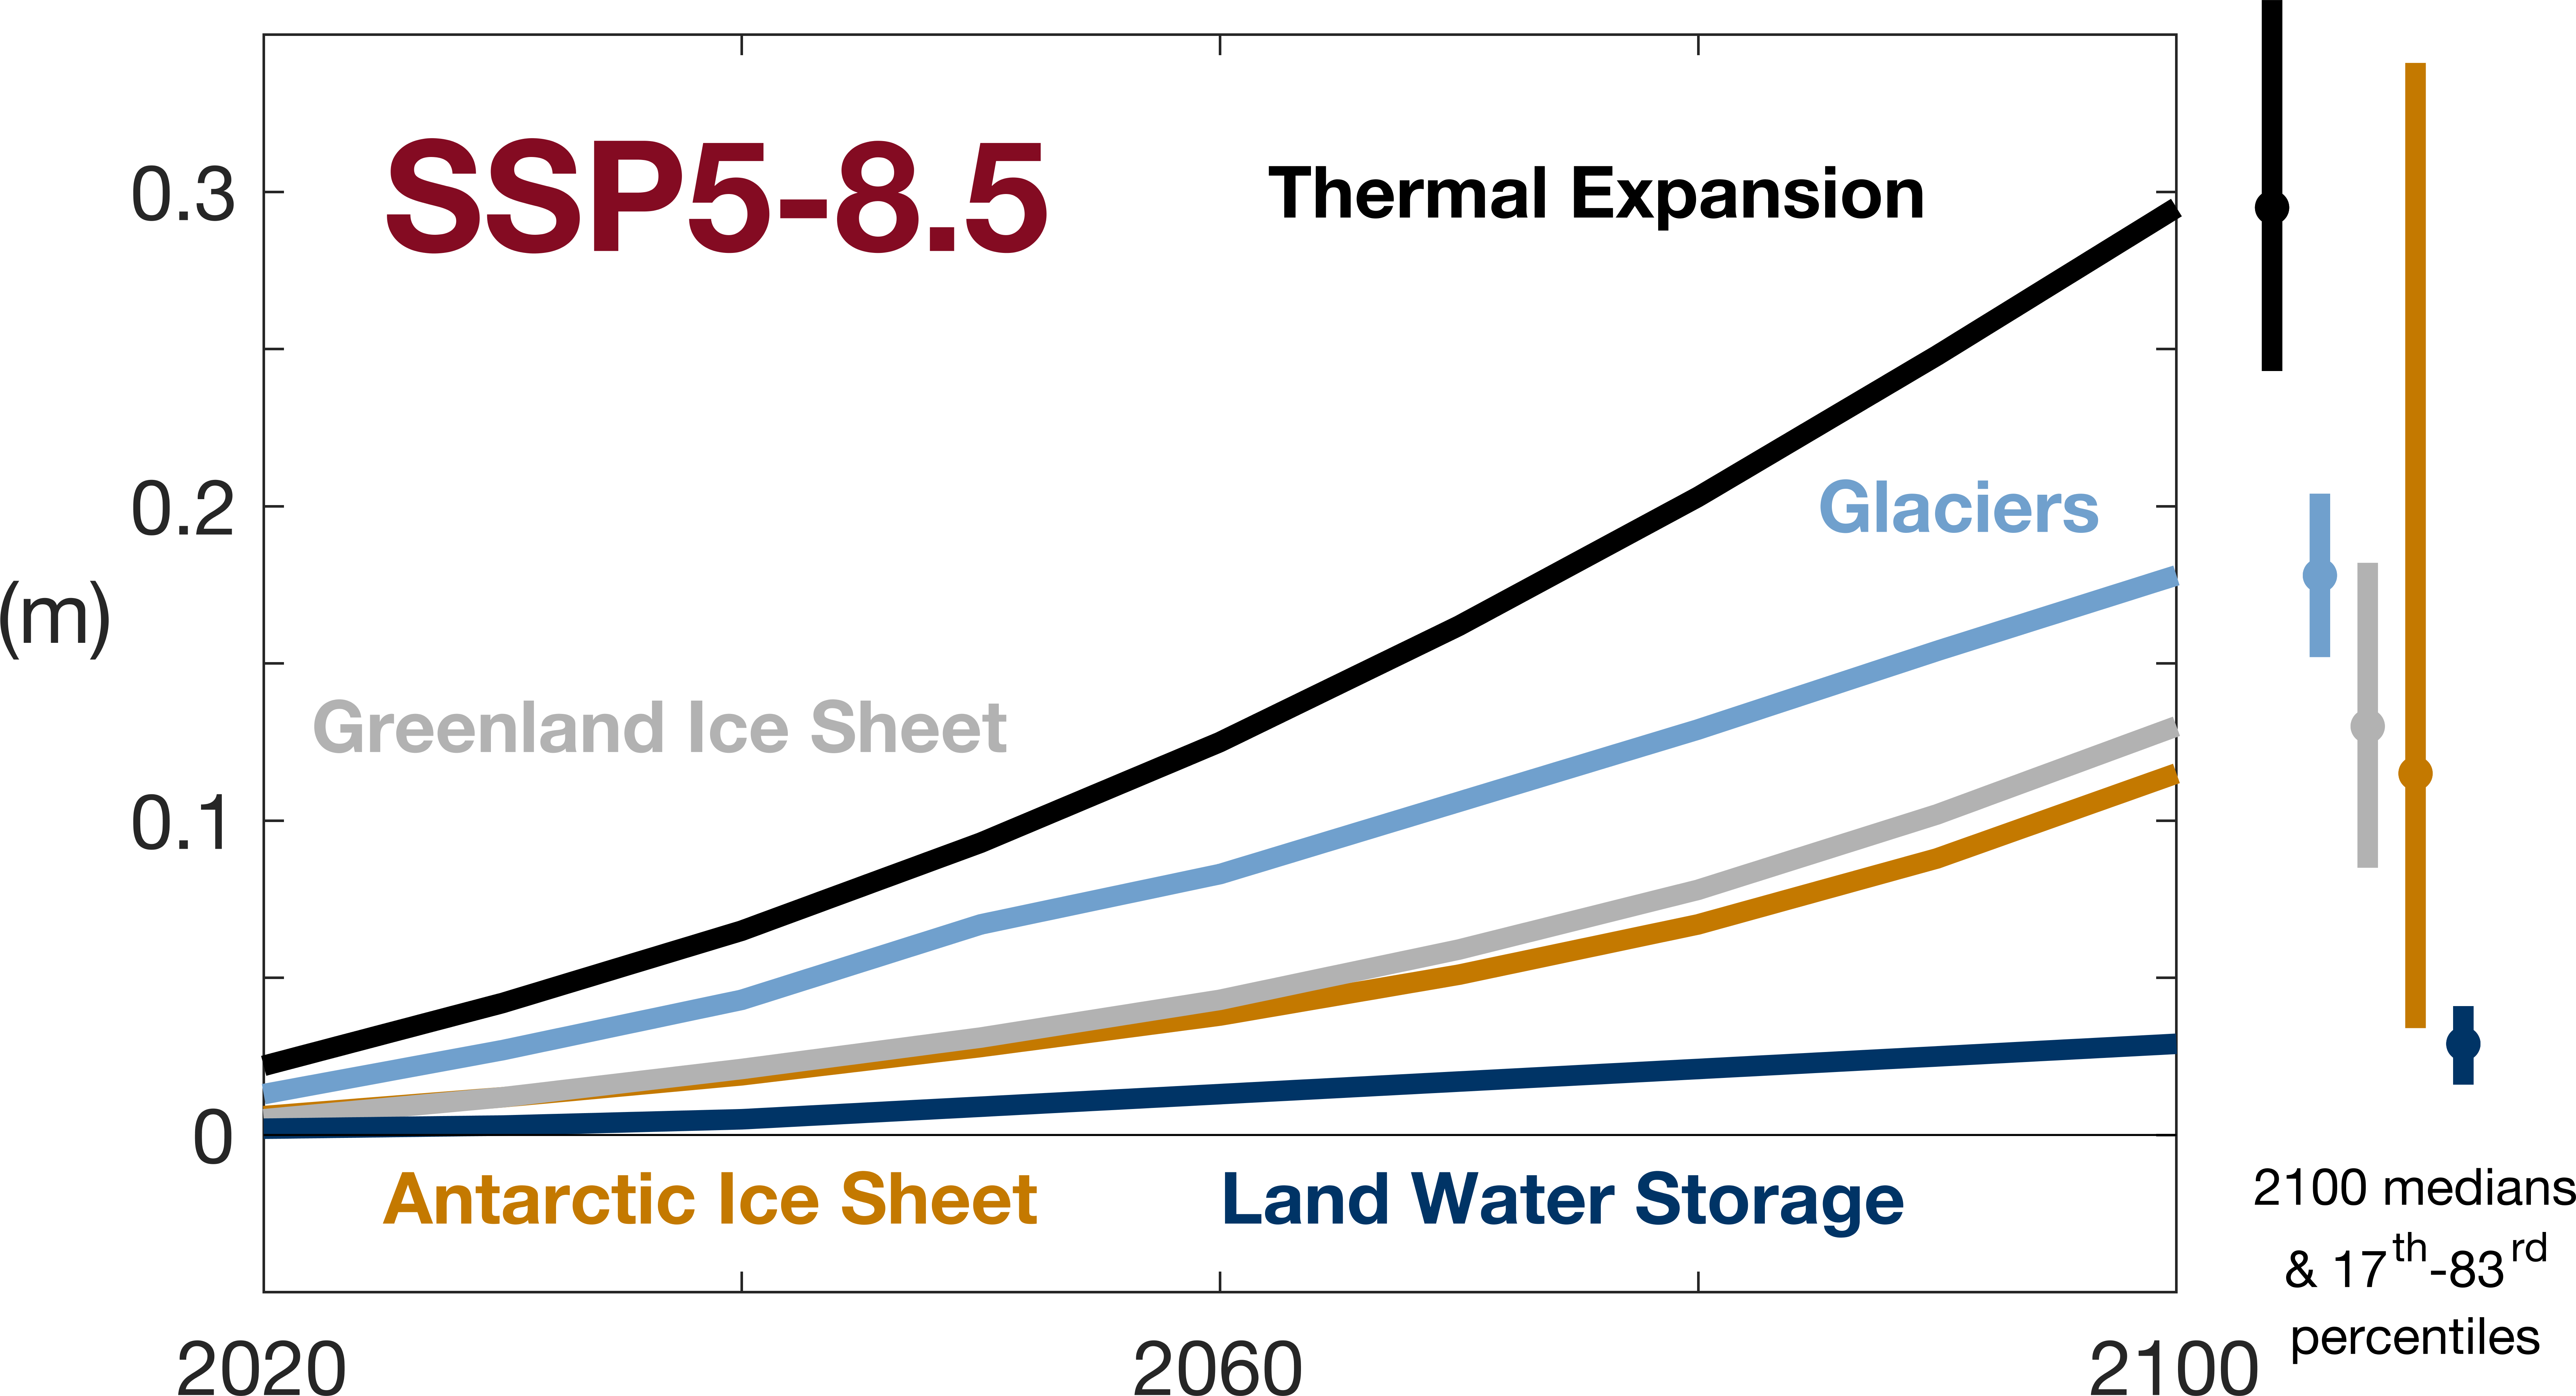 SSP5-8.5
Thermal Expansion
0.3
0.2
Glaciers
(m)
Greenland Ice Sheet
0.1
0
Antarctic Ice Sheet
Land Water Storage
2020
2060
2100
2100 medians
& 17th-83rd
percentiles